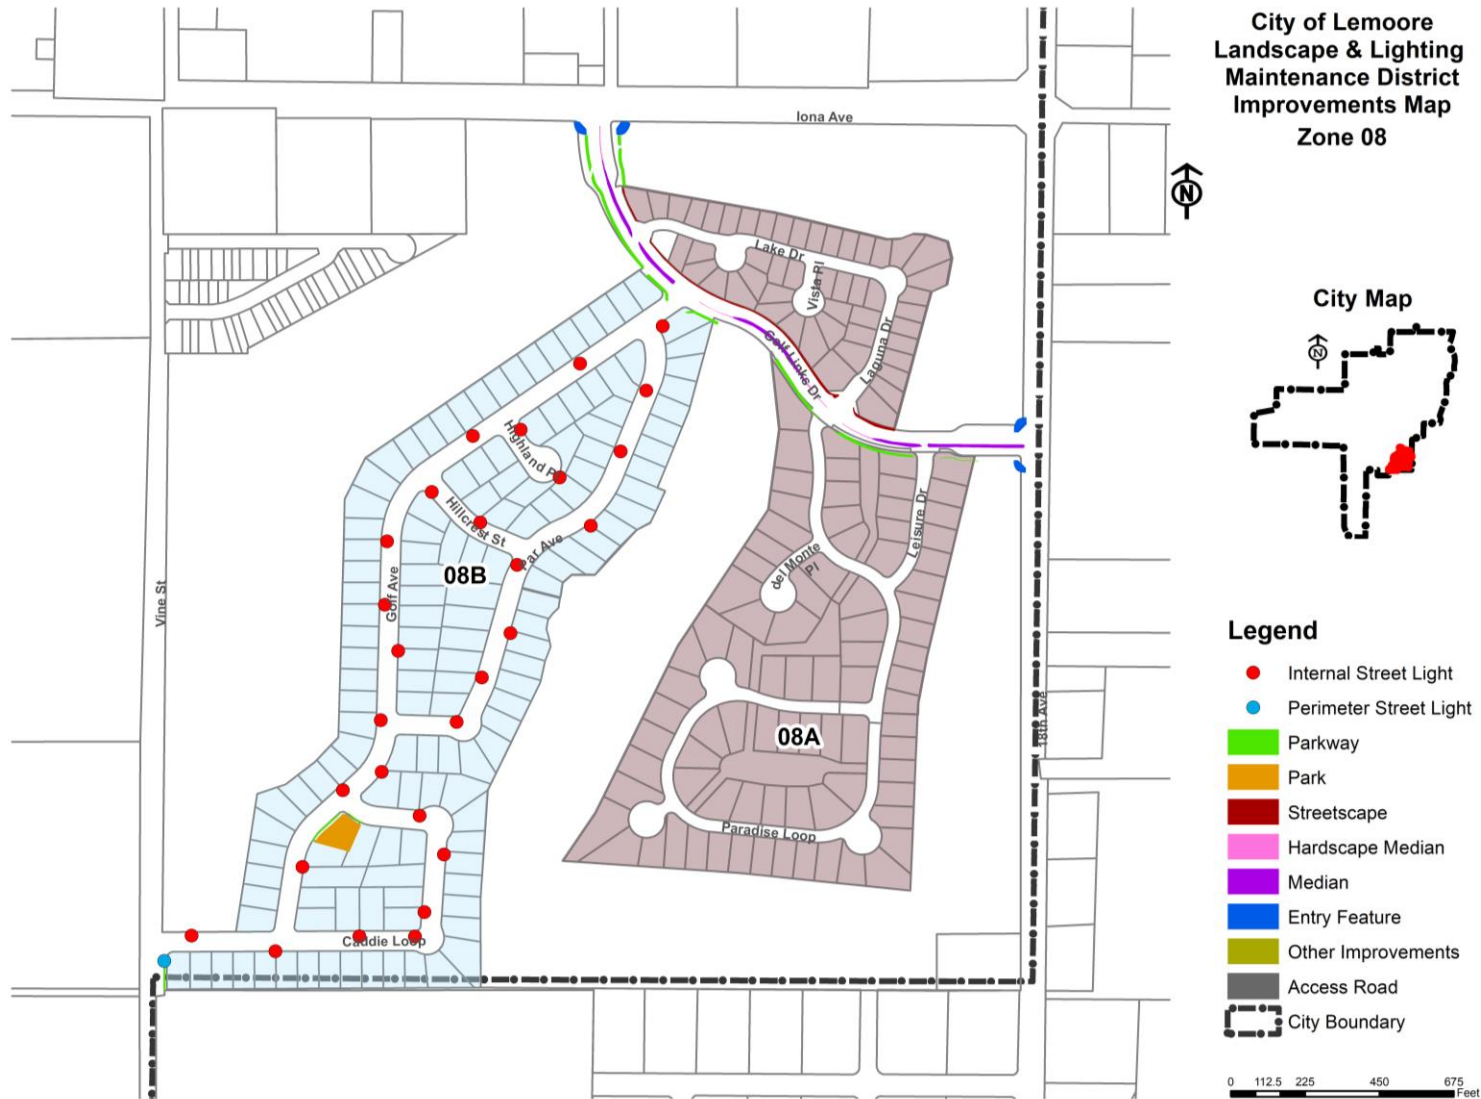 City of Lemoore
Landscape & Lighting
Maintenance District
Improvements Map
Zone 08
N
Iona Ave
Lake Dr
Vista Pl
Laguna Dr
Golf Links Dr
Highland Pl
Hillcrest St
Par Ave
08B
Golf Ave
Vine St
Leisure Dr
del Monte
Pl
08A
18th Ave
Paradise Loop
Caddie Loop
City Map
N
Legend
Internal Street Light
Perimeter Street Light
Parkway
Park
Streetscape
Hardscape Median
Median
Entry Feature
Other Improvements
Access Road
City Boundary
0 112.5 225 450 675
Feet